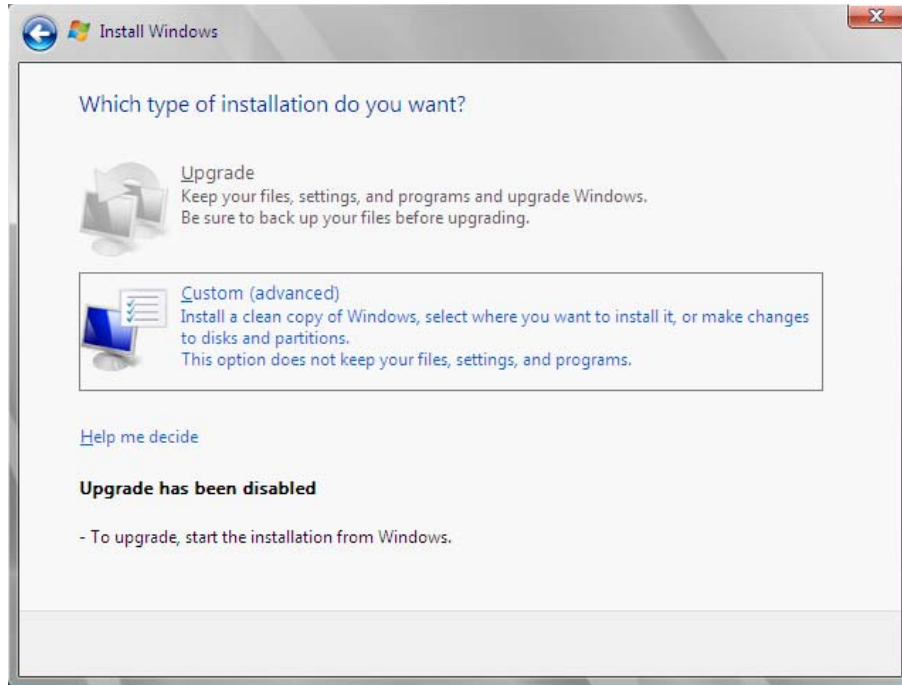 Install Windows
Which type of installation do you want?
Upgrade
Keep your files, settings, and programs and upgrade Windows.
Be sure to back up your files before upgrading.
Custom (advanced)
Install a clean copy of Windows, select where you want to install it, or make changes
to disks and partitions.
This option does not keep your files, settings, and programs.
Help me decide
Upgrade has been disabled
- To upgrade, start the installation from Windows.